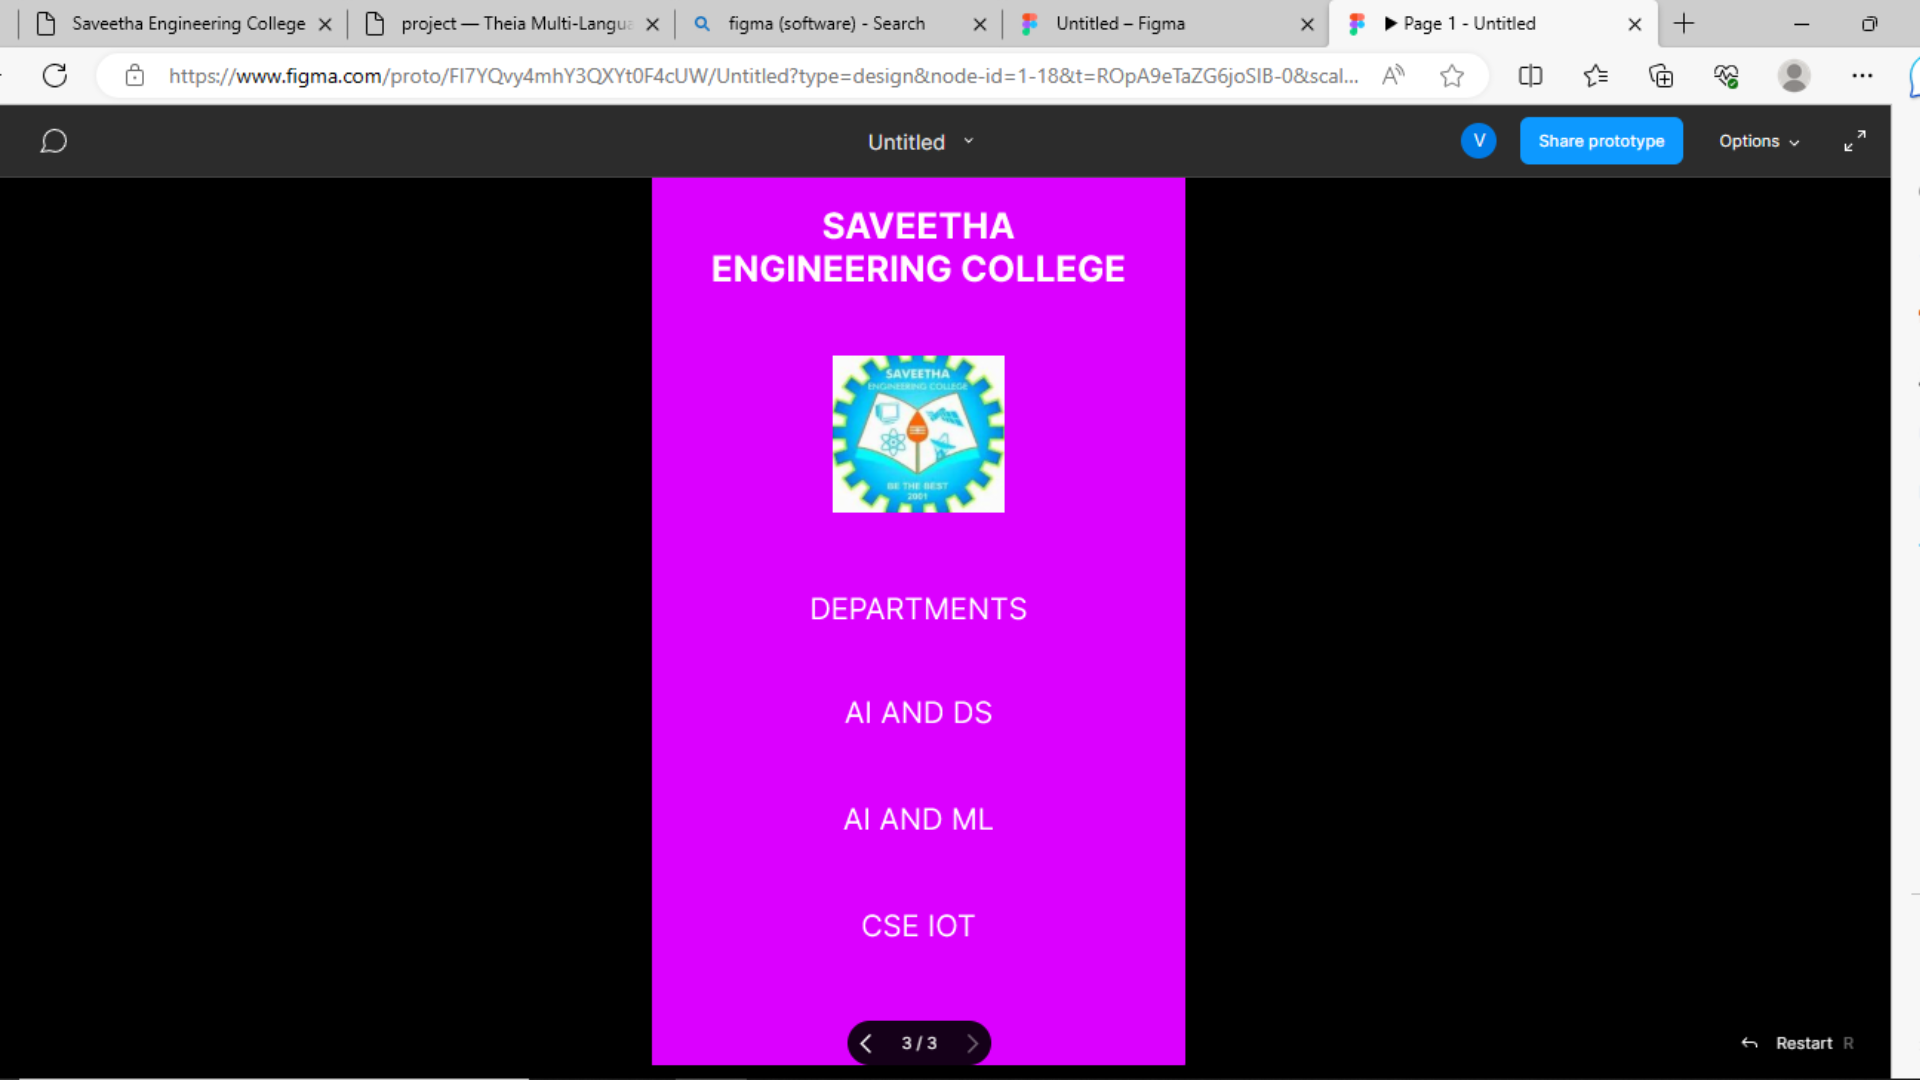 Saveetha Engineering College
project — Theia Multi-Langua
figma (software) - Search
Untitled – Figma
Page 1 - Untitled
https://www.figma.com/proto/FI7YQvy4mhY3QXYt0F4cUW/Untitled?type=design&node-id=1-18&t=ROpA9eTaZG6joSIB-0&scal...
Untitled
V
Share prototype
Options
SAVEETHA
ENGINEERING COLLEGE
SAVEETHA
ENGINEERING COLLEGE
BE THE BEST
2001
DEPARTMENTS
AI AND DS
AI AND ML
CSE IOT
3 / 3
Restart R